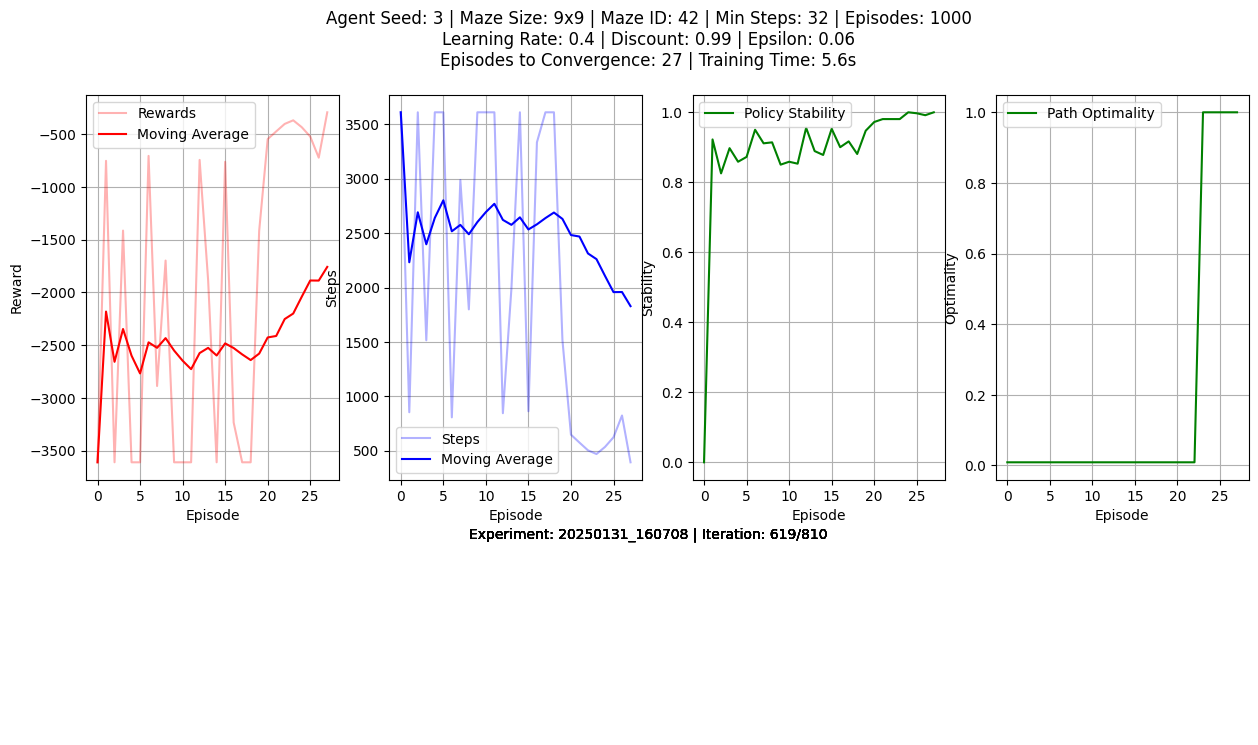 Agent Seed: 3 | Maze Size: 9x9 | Maze ID: 42 | Min Steps: 32 | Episodes: 1000
Learning Rate: 0.4 | Discount: 0.99 | Epsilon: 0.06
Episodes to Convergence: 27 | Training Time: 5.6s
Rewards
Moving Average
−500
−1000
−1500
−2000
−2500
−3000
−3500
Reward
0 5 10 15 20 25
Episode
3500
3000
2500
2000
1500
1000
500
Steps
Steps
Moving Average
0 5 10 15 20 25
Episode
Policy Stability
1.0
0.8
0.6
0.4
0.2
0.0
Stability
0 5 10 15 20 25
Episode
Path Optimality
1.0
0.8
0.6
0.4
0.2
0.0
Optimality
0 5 10 15 20 25
Episode
Experiment: 20250131_160708 | Iteration: 619/810